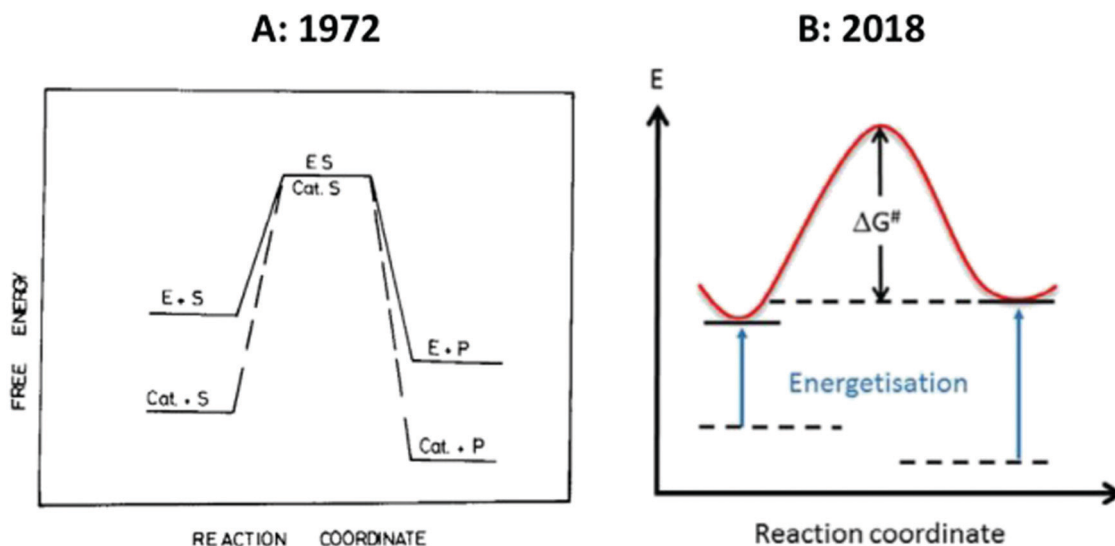 A: 1972
FREE ENERGY
E S
Cat. S
E + S
E + P
Cat. + S
Cat. + P
REACTION COORDINATE
B: 2018
E
ΔG#
Energetisation
Reaction coordinate